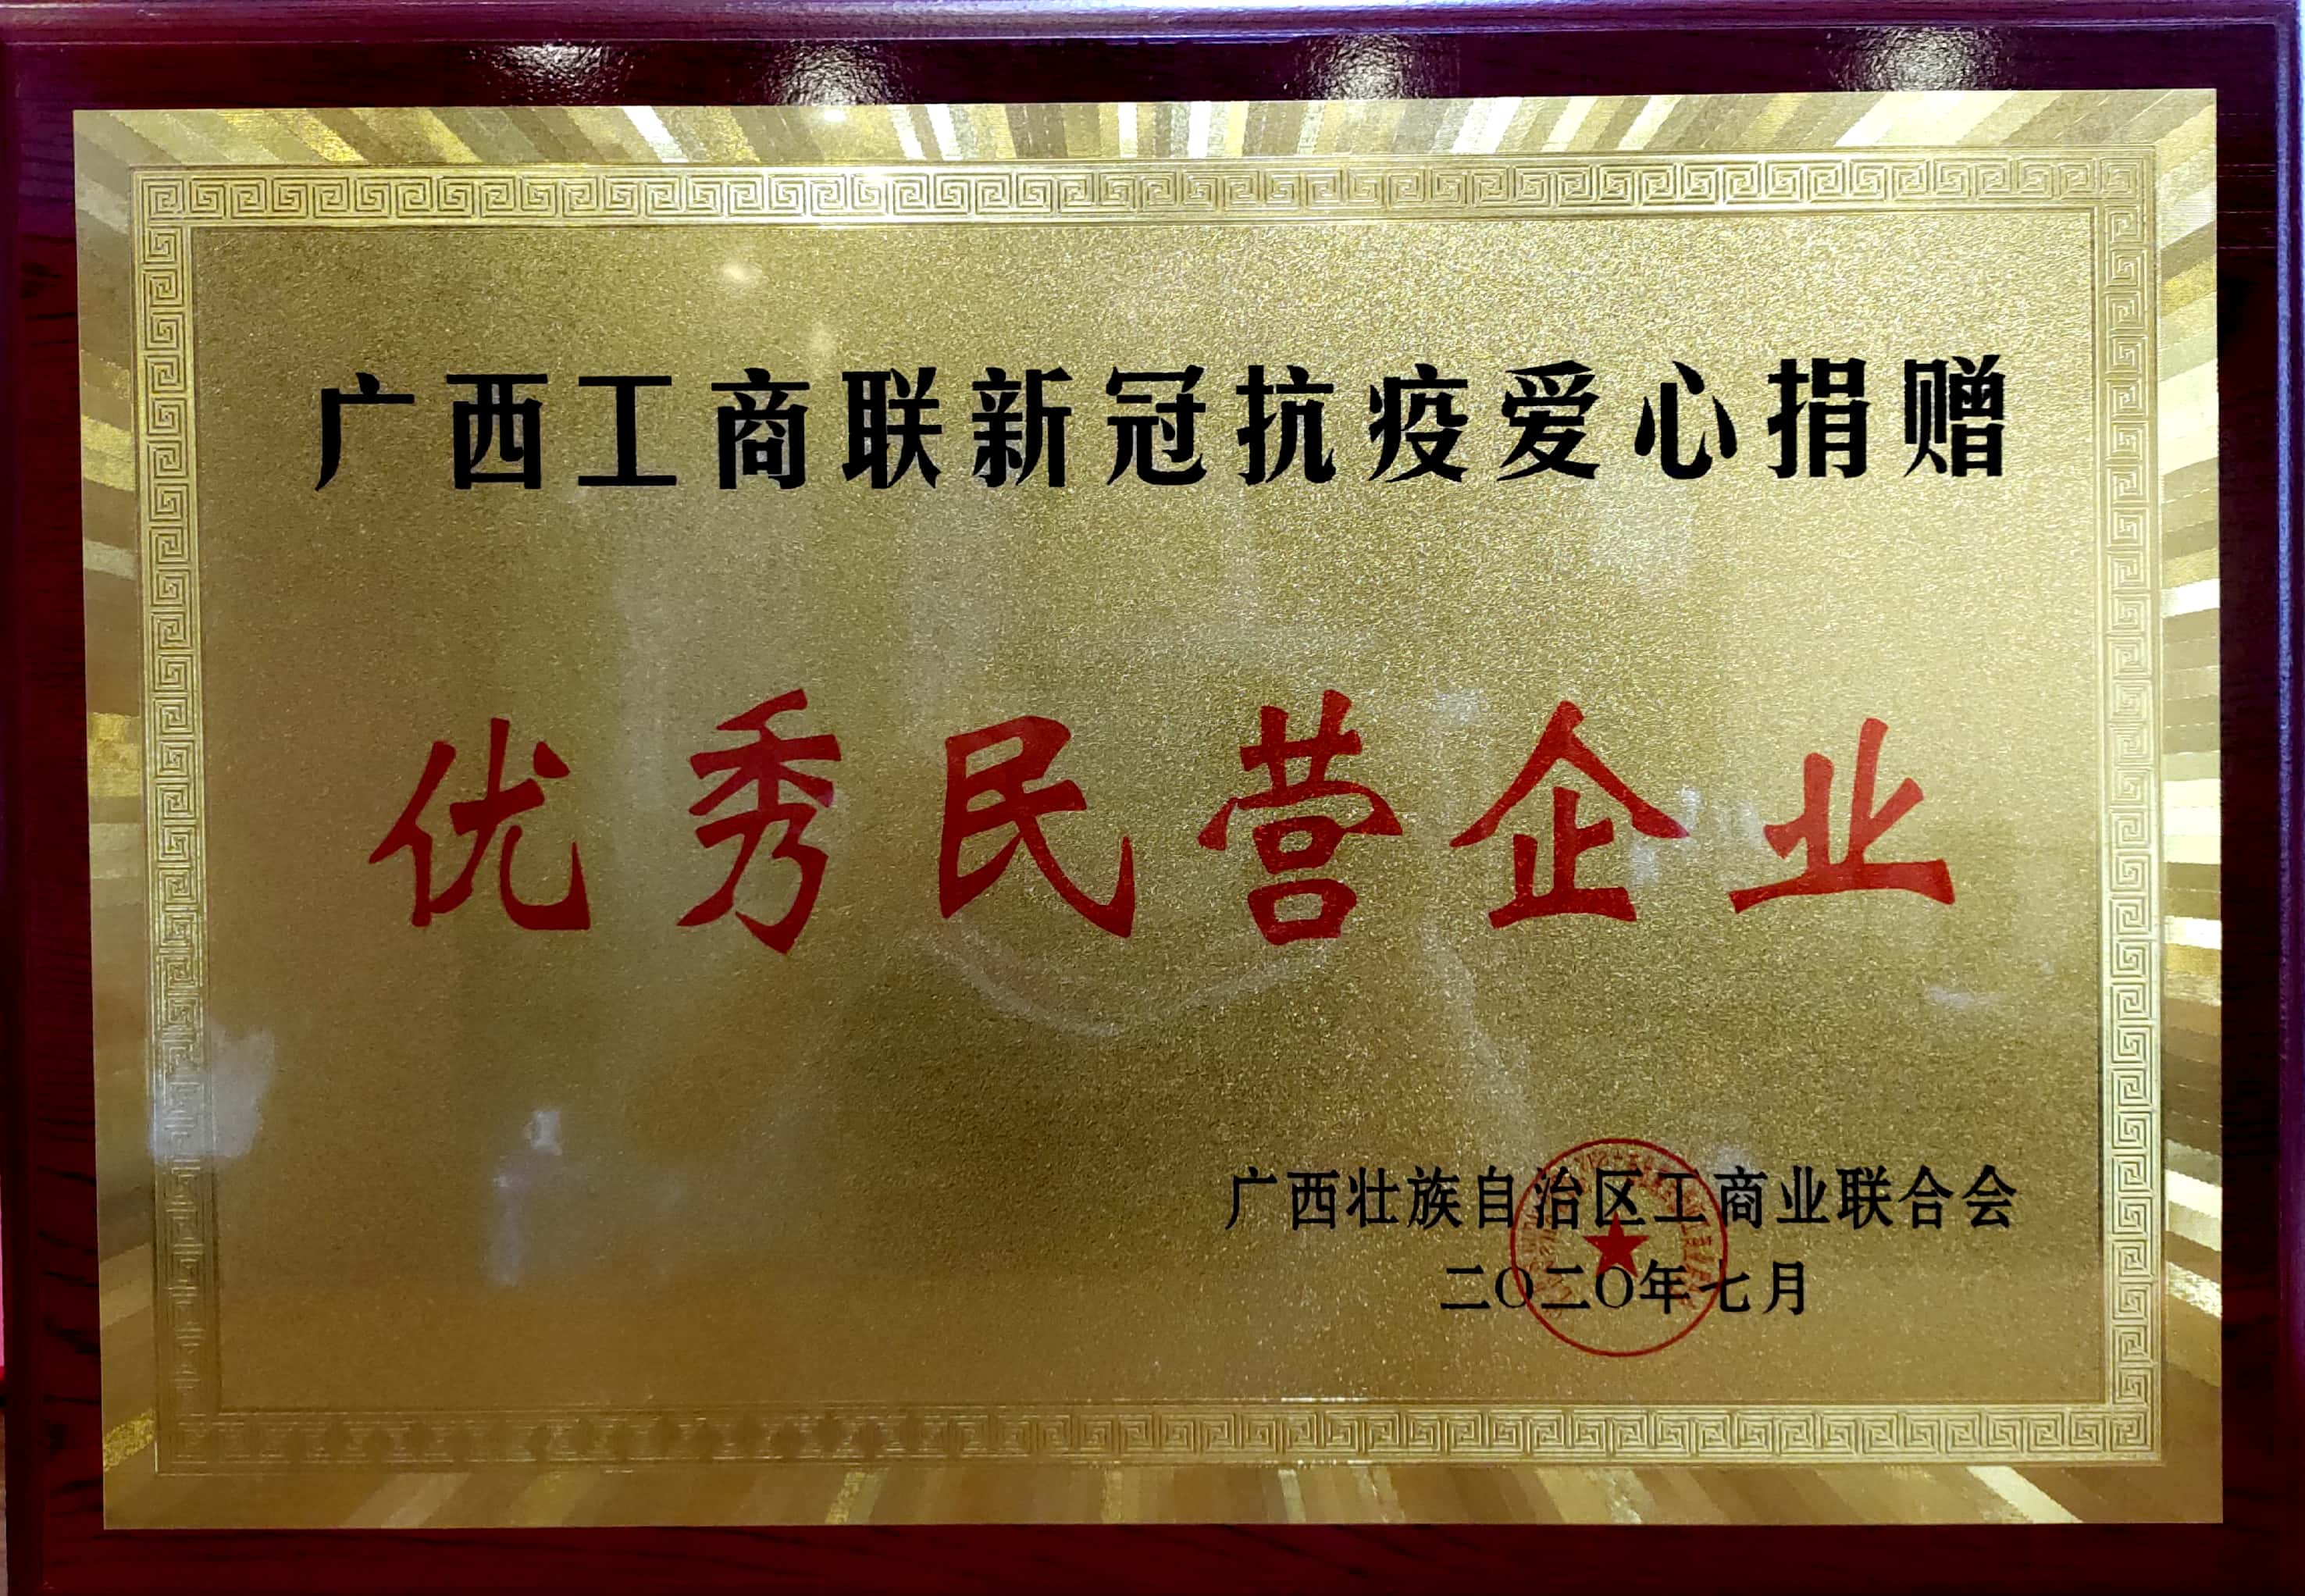 广西工商联新冠抗疫爱心捐赠
优秀民营企业
广西壮族自治区工商业联合会
二〇二〇年七月